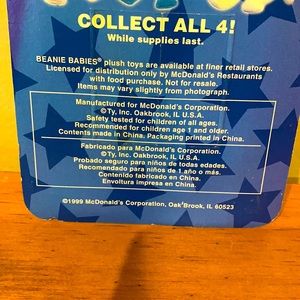 COLLECT ALL 4!
While supplies last.
BEANIE BABIES® plush toys are available at finer retail stores.
Licensed for distribution only by McDonald's Restaurants
with food purchase. Not for resale.
Items may vary slightly from photograph.
Manufactured for McDonald's Corporation.
©Ty, Inc. Oakbrook, IL U.S.A.
Safety tested for children of all ages.
Recommended for children age 1 and older.
Contents made in China. Packaging printed in China.
Fabricado para McDonald's Corporation.
©Ty, Inc. Oakbrook, IL U.S.A.
Probado seguro para niños de todas edades.
Recomendado para niños de 1 año o más.
Contenido fabricado en China.
Envoltura impresa en China.
©1999 McDonald's Corporation, Oak Brook, IL 60523